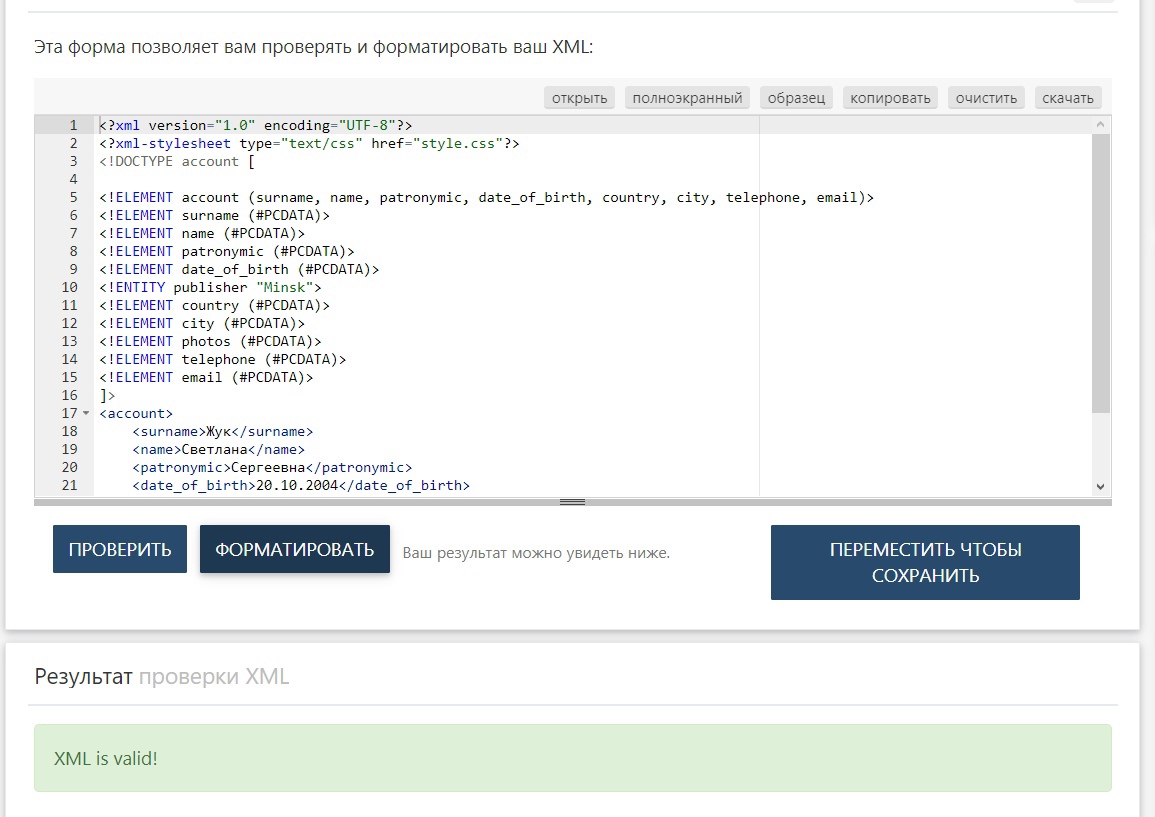 Эта форма позволяет вам проверять и форматировать ваш XML:
открыть полноэкранный образец копировать очистить скачать
1 <?xml version="1.0" encoding="UTF-8"?>
2 <?xml-stylesheet type="text/css" href="style.css"?>
3 <!DOCTYPE account [
4
5 <!ELEMENT account (surname, name, patronymic, date_of_birth, country, city, telephone, email)>
6 <!ELEMENT surname (#PCDATA)>
7 <!ELEMENT name (#PCDATA)>
8 <!ELEMENT patronymic (#PCDATA)>
9 <!ELEMENT date_of_birth (#PCDATA)>
10 <!ENTITY publisher "Minsk">
11 <!ELEMENT country (#PCDATA)>
12 <!ELEMENT city (#PCDATA)>
13 <!ELEMENT photos (#PCDATA)>
14 <!ELEMENT telephone (#PCDATA)>
15 <!ELEMENT email (#PCDATA)>
16 ]>
17 <account>
18     <surname>Жук</surname>
19     <name>Светлана</name>
20     <patronymic>Сергеевна</patronymic>
21     <date_of_birth>20.10.2004</date_of_birth>
ПРОВЕРИТЬ ФОРМАТИРОВАТЬ Ваш результат можно увидеть ниже.
ПЕРЕМЕСТИТЬ ЧТОБЫ
СОХРАНИТЬ
Результат проверки XML
XML is valid!